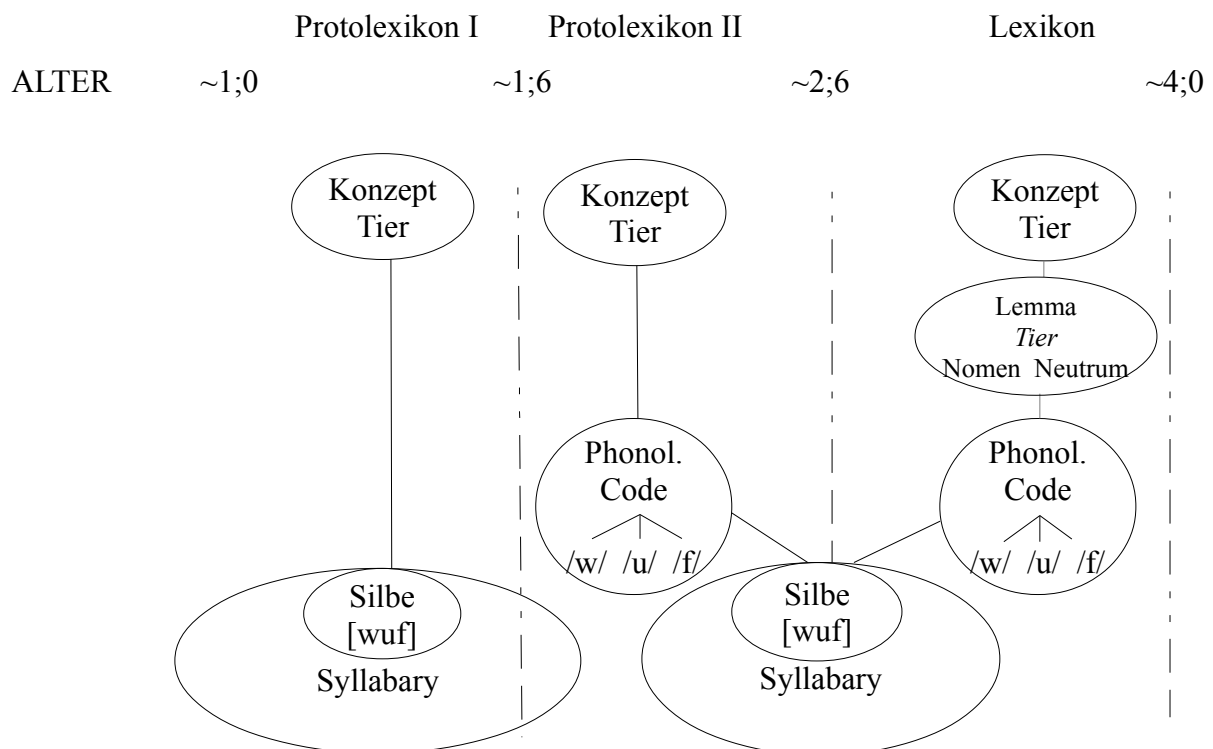 Protolexikon I Protolexikon II Lexikon
ALTER ~1;0 ~1;6 ~2;6 ~4;0
Konzept
Tier
Konzept
Tier
Konzept
Tier
Lemma
Tier
Nomen Neutrum
Phonol.
Code
/w/ /u/ /f/
Phonol.
Code
/w/ /u/ /f/
Silbe
[wuf]
Syllabary
Silbe
[wuf]
Syllabary